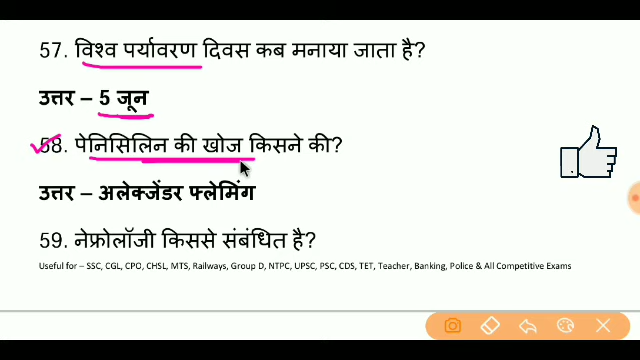 57. विश्व पर्यावरण दिवस कब मनाया जाता है?
उत्तर – 5 जून
58. पेनिसिलिन की खोज किसने की?
उत्तर – अलेक्जेंडर फ्लेमिंग
59. नेफ्रोलॉजी किससे संबंधित है?
Useful for – SSC, CGL, CPO, CHSL, MTS, Railways, Group D, NTPC, UPSC, PSC, CDS, TET, Teacher, Banking, Police & All Competitive Exams